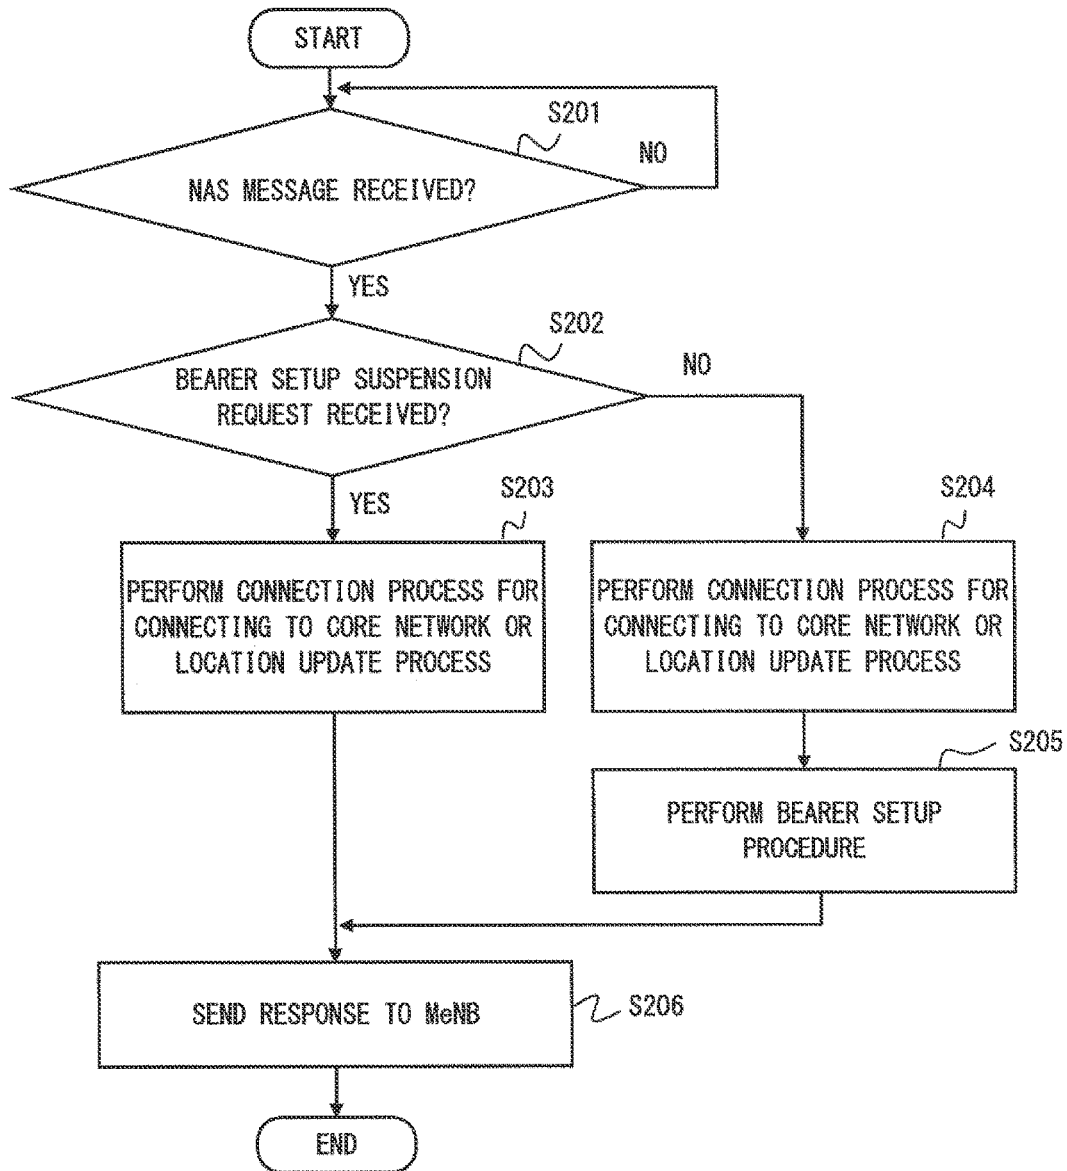 START
S201
NO
NAS MESSAGE RECEIVED?
YES
S202
NO
BEARER SETUP SUSPENSION
REQUEST RECEIVED?
YES
S203
S204
PERFORM CONNECTION PROCESS FOR
CONNECTING TO CORE NETWORK OR
LOCATION UPDATE PROCESS
PERFORM CONNECTION PROCESS FOR
CONNECTING TO CORE NETWORK OR
LOCATION UPDATE PROCESS
S205
PERFORM BEARER SETUP
PROCEDURE
SEND RESPONSE TO MeNB
S206
END